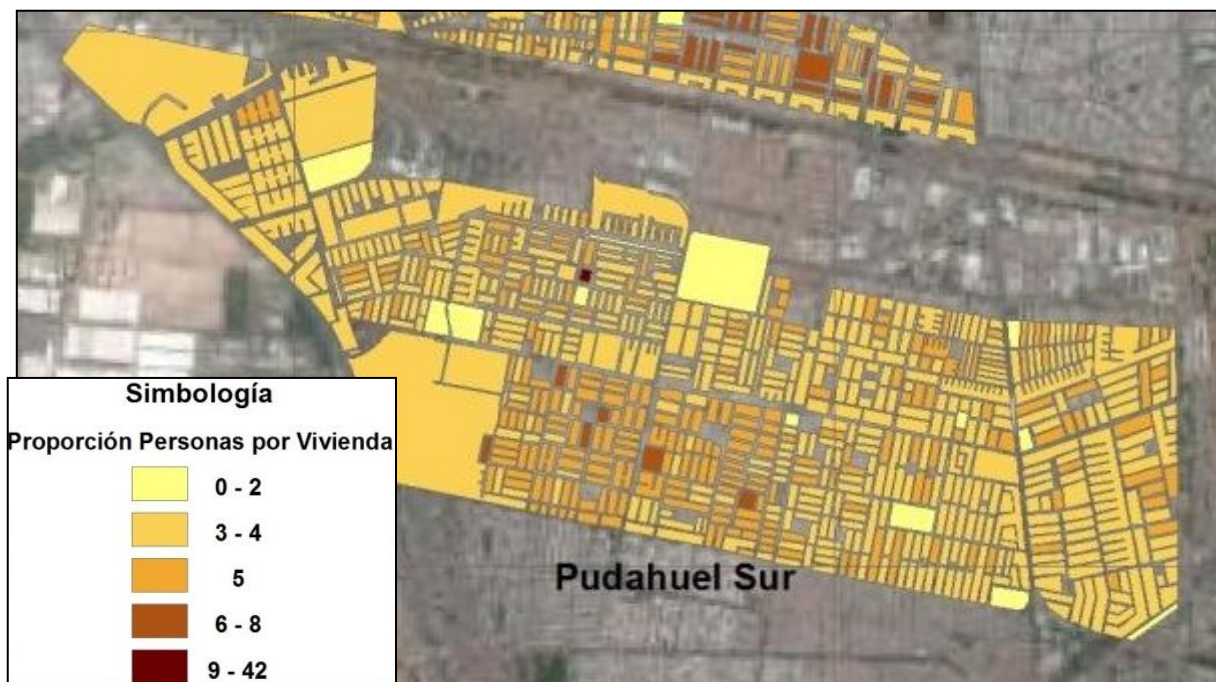 Pudahuel Sur
Simbología
Proporción Personas por Vivienda
0 - 2
3 - 4
5
6 - 8
9 - 42